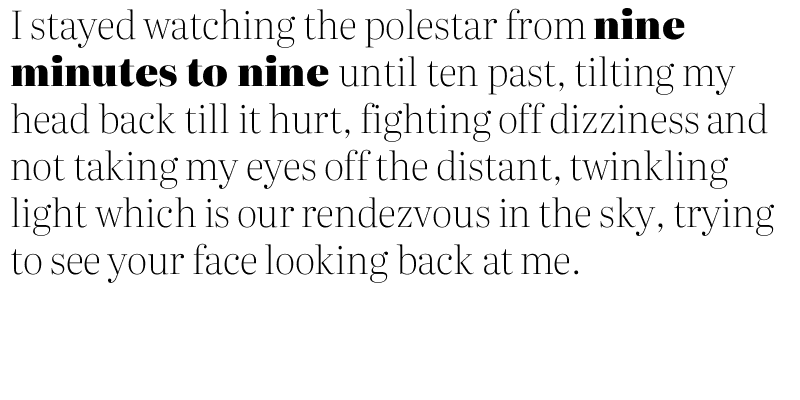 I stayed watching the polestar from nine
minutes to nine until ten past, tilting my
head back till it hurt, fighting off dizziness and
not taking my eyes off the distant, twinkling
light which is our rendezvous in the sky, trying
to see your face looking back at me.